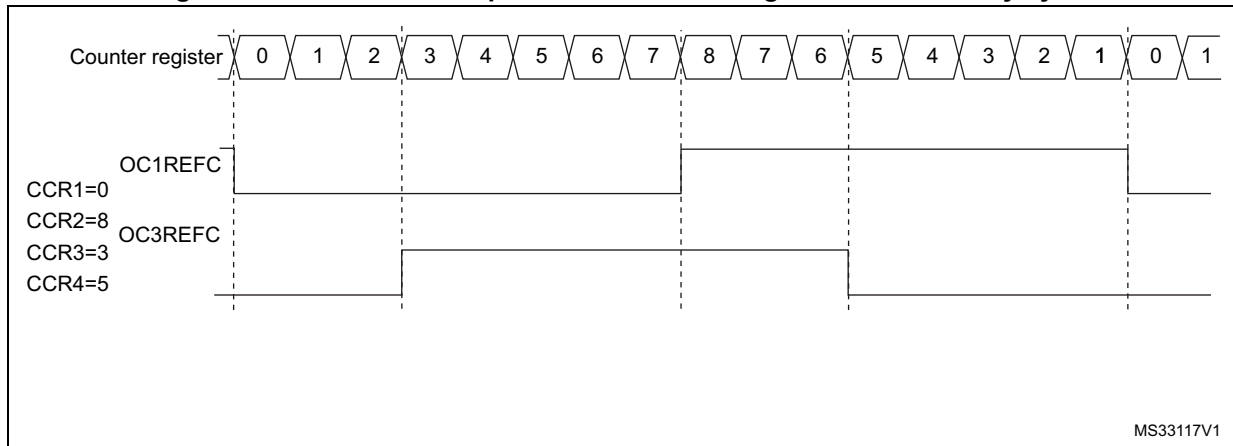 Counter register 0 1 2 3 4 5 6 7 8 7 6 5 4 3 2 1 0 1
OC1REFC
CCR1=0
CCR2=8
OC3REFC
CCR3=3
CCR4=5
MS33117V1